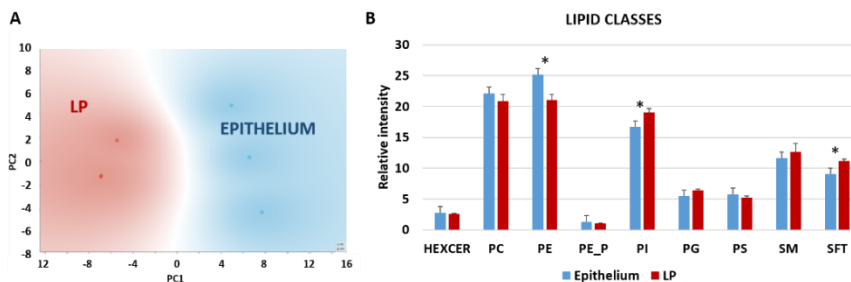 A
10
8
6
4
2
0
-2
-4
-6
-8
PC2
LP
EPITHELIUM
12 -8 -4 0 4 8 12 16
PC1
B
LIPID CLASSES
30
25
20
15
10
5
0
Relative intensity
* * *
HEXCER PC PE PE_P PI PG PS SM SFT
Epithelium LP